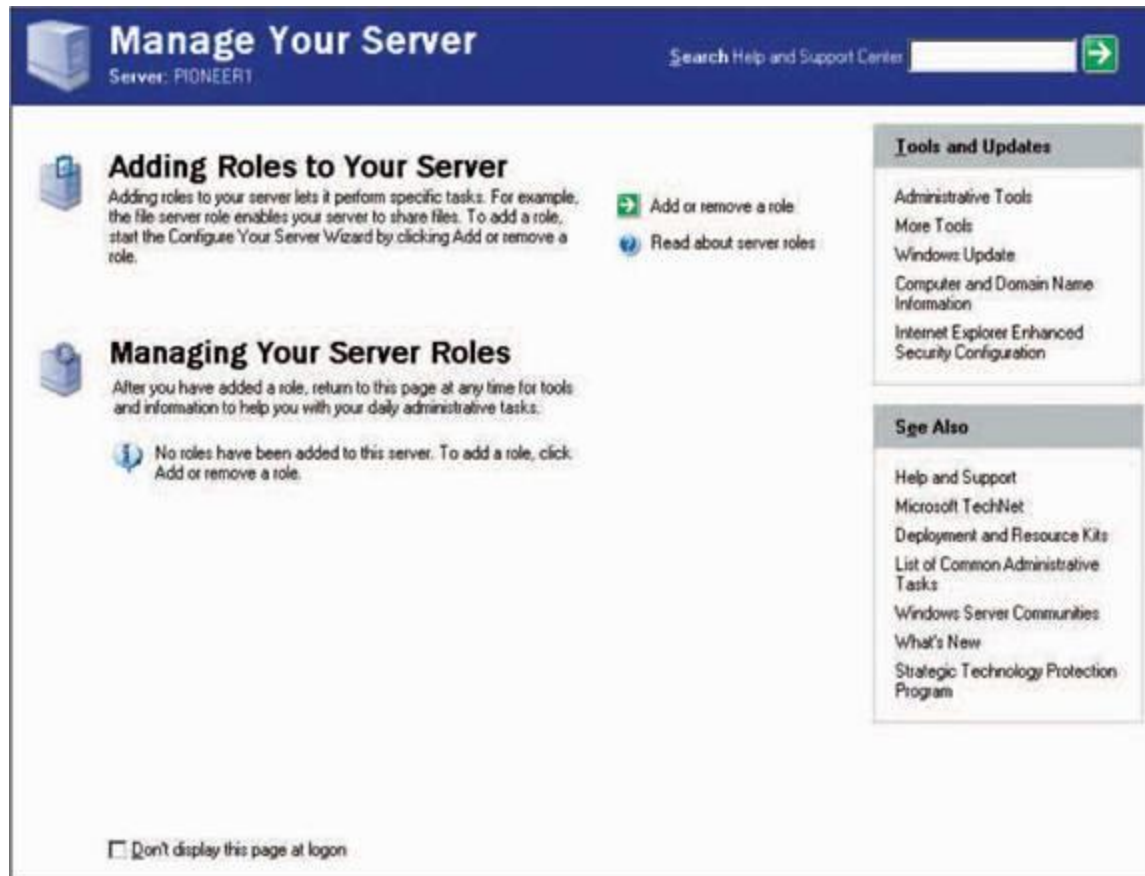 Manage Your Server
Server: PIONEER1
Search Help and Support Center
Adding Roles to Your Server
Adding roles to your server lets it perform specific tasks. For example,
the file server role enables your server to share files. To add a role,
start the Configure Your Server Wizard by clicking Add or remove a
role.
Add or remove a role
Read about server roles
Managing Your Server Roles
After you have added a role, return to this page at any time for tools
and information to help you with your daily administrative tasks.
No roles have been added to this server. To add a role, click
Add or remove a role.
Tools and Updates
Administrative Tools
More Tools
Windows Update
Computer and Domain Name
Information
Internet Explorer Enhanced
Security Configuration
See Also
Help and Support
Microsoft TechNet
Deployment and Resource Kits
List of Common Administrative
Tasks
Windows Server Communities
What's New
Strategic Technology Protection
Program
Don't display this page at logon